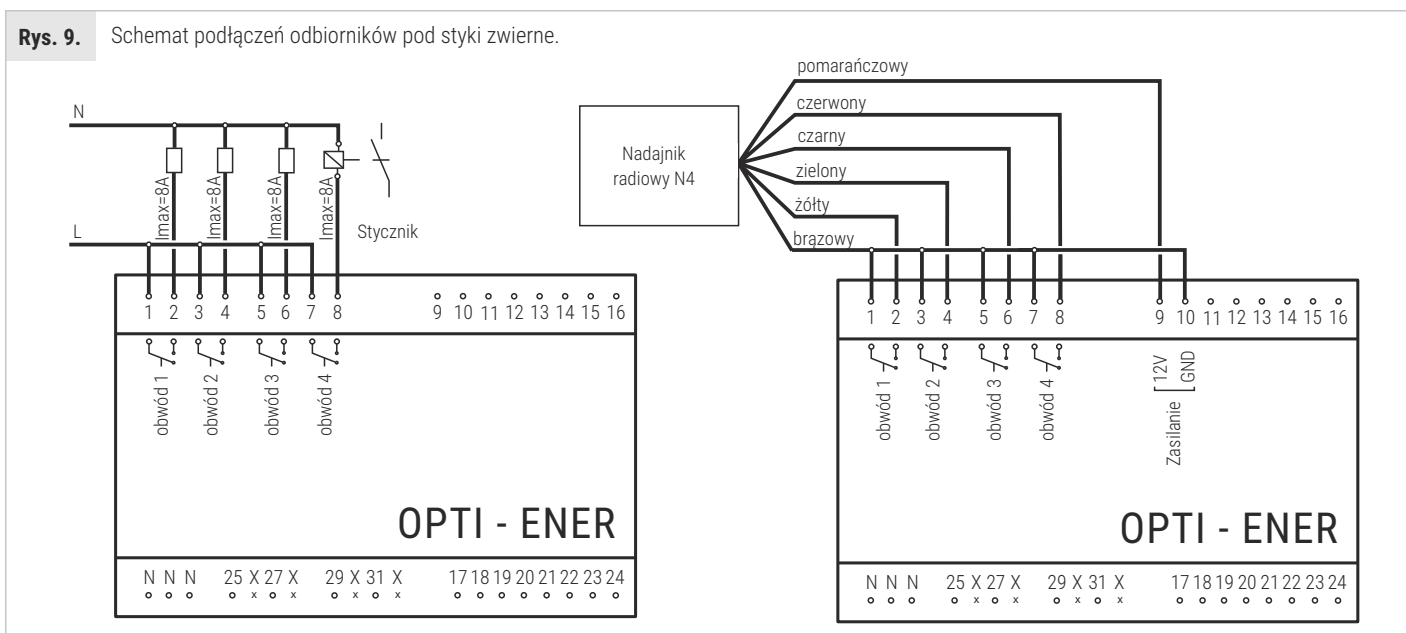 Rys. 9. Schemat podłączeń odbiorników pod styki zwierne.
N
L
Imax=8A
Imax=8A
Imax=8A
Imax=8A
Stycznik
1 2 3 4 5 6 7 8 9 10 11 12 13 14 15 16
obwód 1
obwód 2
obwód 3
obwód 4
OPTI - ENER
N N N 25 X 27 X 29 X 31 X 17 18 19 20 21 22 23 24
x x x x
Nadajnik
radiowy N4
pomarańczowy
czerwony
czarny
zielony
żółty
brązowy
1 2 3 4 5 6 7 8 9 10 11 12 13 14 15 16
obwód 1
obwód 2
obwód 3
obwód 4
Zasilanie
12V
GND
OPTI - ENER
N N N 25 X 27 X 29 X 31 X 17 18 19 20 21 22 23 24
x x x x